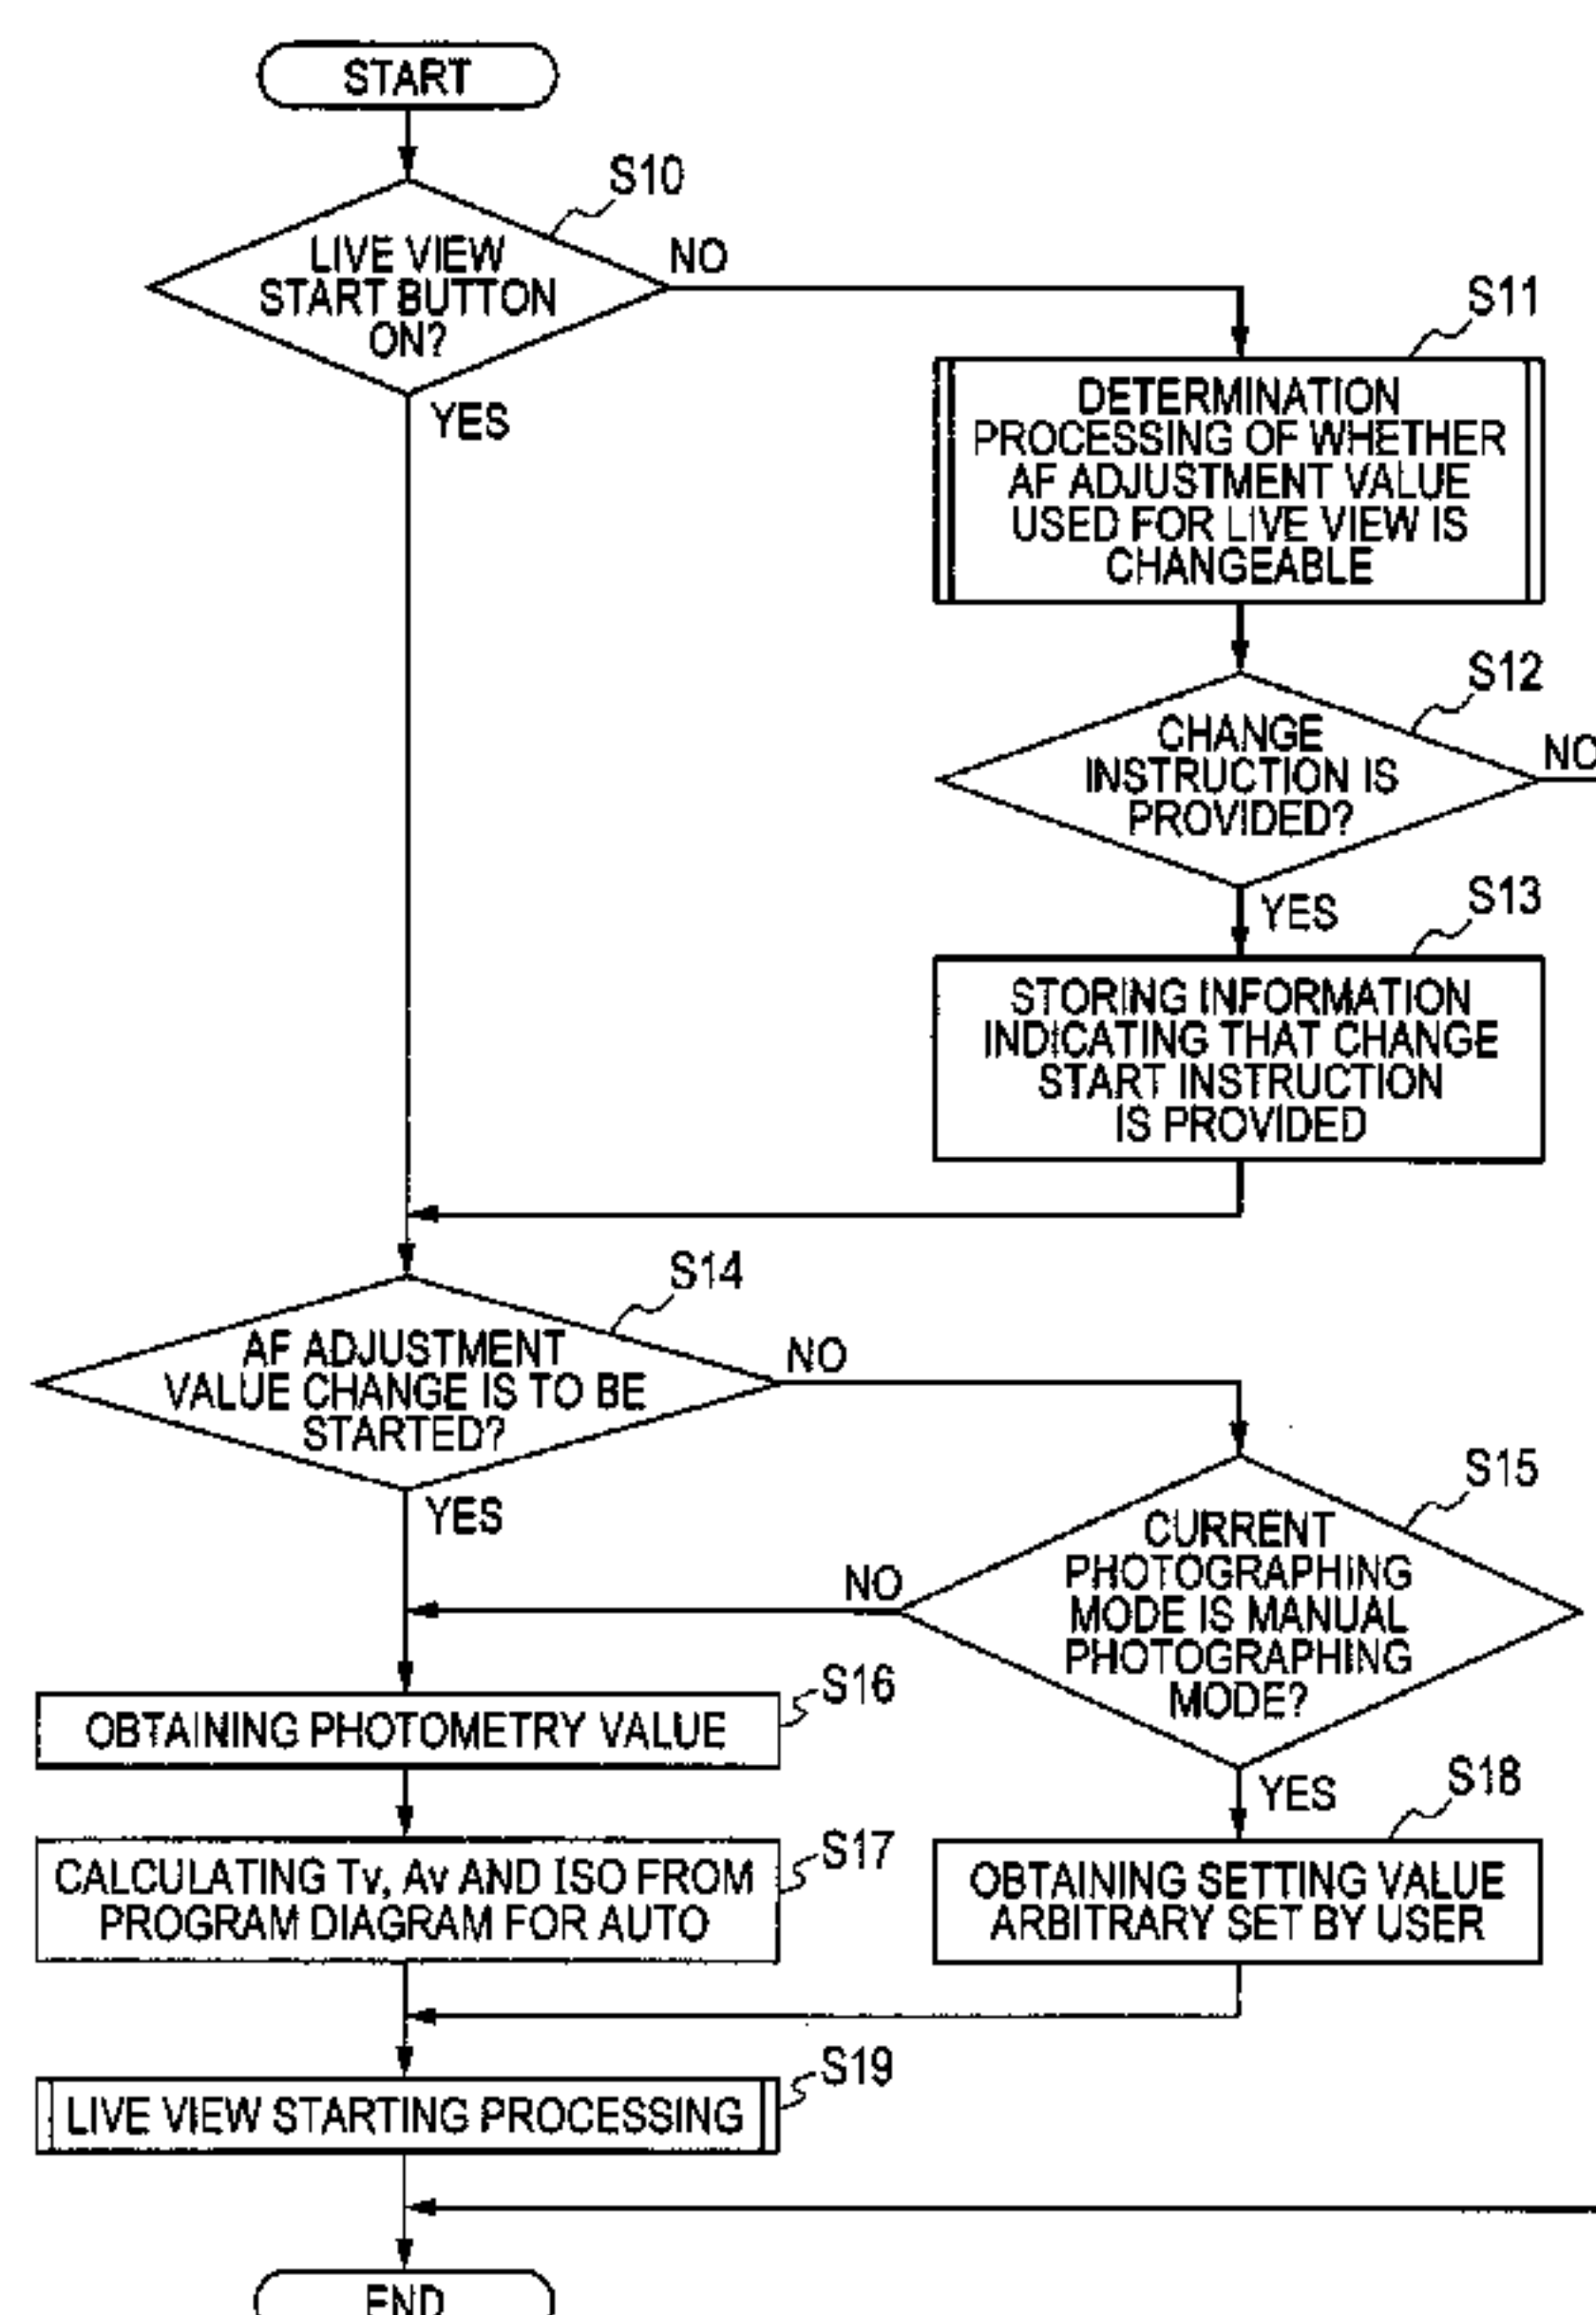 START
S10
LIVE VIEW
START BUTTON
ON?
NO
YES
S11
DETERMINATION
PROCESSING OF WHETHER
AF ADJUSTMENT VALUE
USED FOR LIVE VIEW IS
CHANGEABLE
S12
CHANGE
INSTRUCTION IS
PROVIDED?
NO
YES
S13
STORING INFORMATION
INDICATING THAT CHANGE
START INSTRUCTION
IS PROVIDED
S14
AF ADJUSTMENT
VALUE CHANGE IS TO BE
STARTED?
NO
YES
S15
CURRENT
PHOTOGRAPHING
MODE IS MANUAL
PHOTOGRAPHING
MODE?
NO
YES
S16
OBTAINING PHOTOMETRY VALUE
S17
CALCULATING Tv, Av AND ISO FROM
PROGRAM DIAGRAM FOR AUTO
S18
OBTAINING SETTING VALUE
ARBITRARY SET BY USER
S19
LIVE VIEW STARTING PROCESSING
END